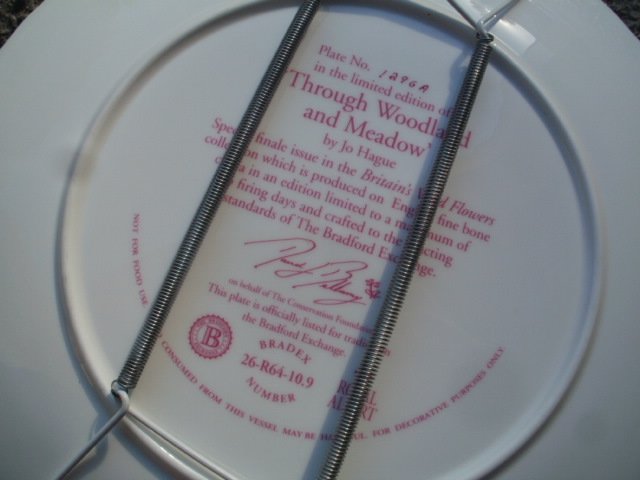 Plate No. 1296A
in the limited edition of
"Through Woodland
and Meadow"
by Jo Hague
Special finale issue in the Britain's Wild Flowers
collection which is produced on English fine bone
china in an edition limited to a maximum of
firing days and crafted to the exacting
standards of The Bradford Exchange.
on behalf of The Conservation Foundation
This plate is officially listed for trade on
the Bradford Exchange.
B
BRADEX
26-R64-10.9
NUMBER
ROYAL
ALBERT
NOT FOR FOOD USE
CONSUMED FROM THIS VESSEL MAY BE HARMFUL FOR DECORATIVE PURPOSES ONLY.